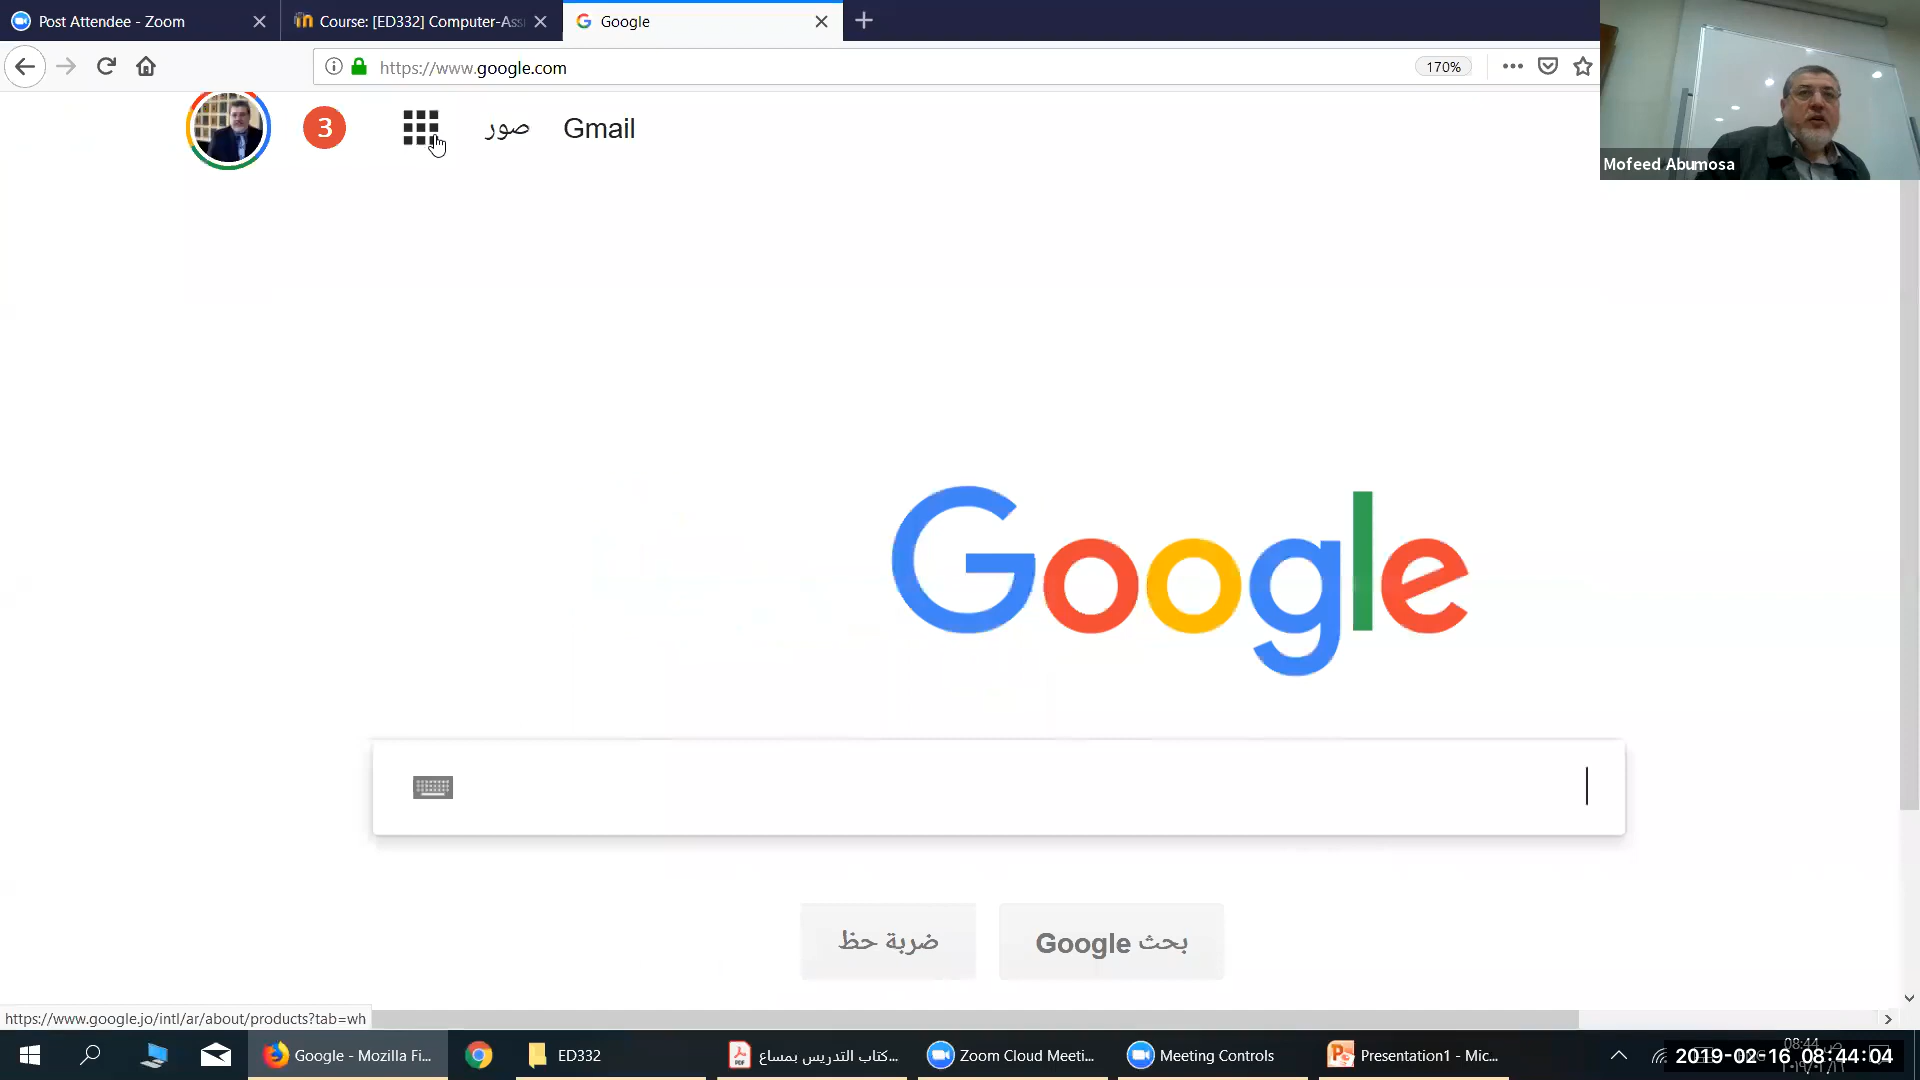 Post Attendee - Zoom
Course: [ED332] Computer-Ass
Google
https://www.google.com
170%
3
صور
Gmail
Mofeed Abumosa
Google
ضربة حظ
بحث Google
https://www.google.jo/intl/ar/about/products?tab=wh
Google - Mozilla Fi...
ED332
كتاب التدريس بمساع...
Zoom Cloud Meeti...
Meeting Controls
Presentation1 - Mic...
2019-02-16 08:44:04